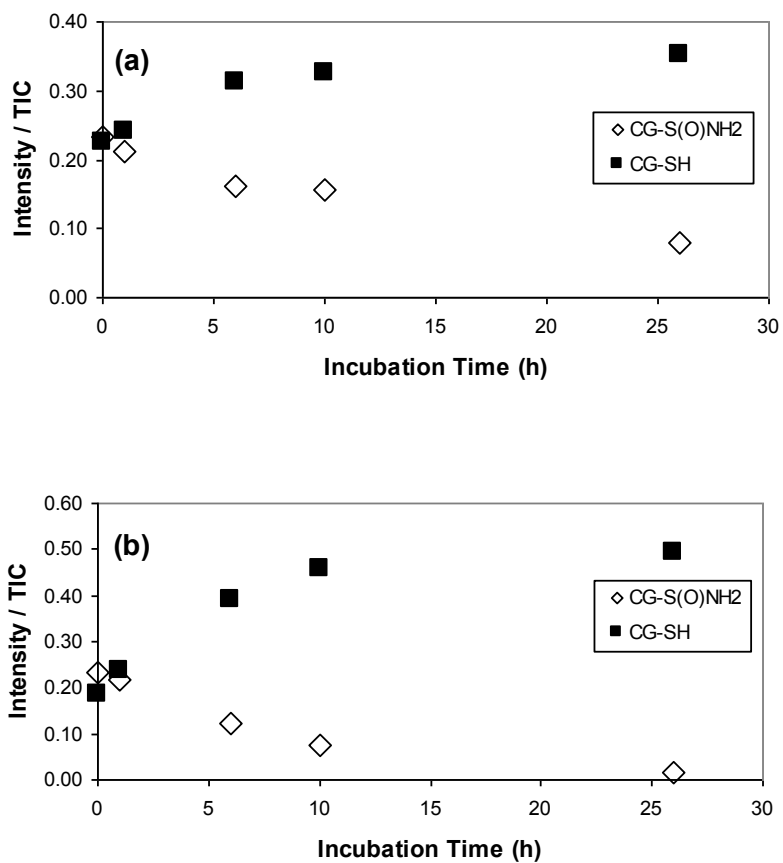 0.40
(a)
0.30
0.20
0.10
0.00
Intensity / TIC
CG-S(O)NH2
CG-SH
0 5 10 15 20 25 30
Incubation Time (h)
0.60
(b)
0.50
0.40
0.30
0.20
0.10
0.00
Intensity / TIC
CG-S(O)NH2
CG-SH
0 5 10 15 20 25 30
Incubation Time (h)